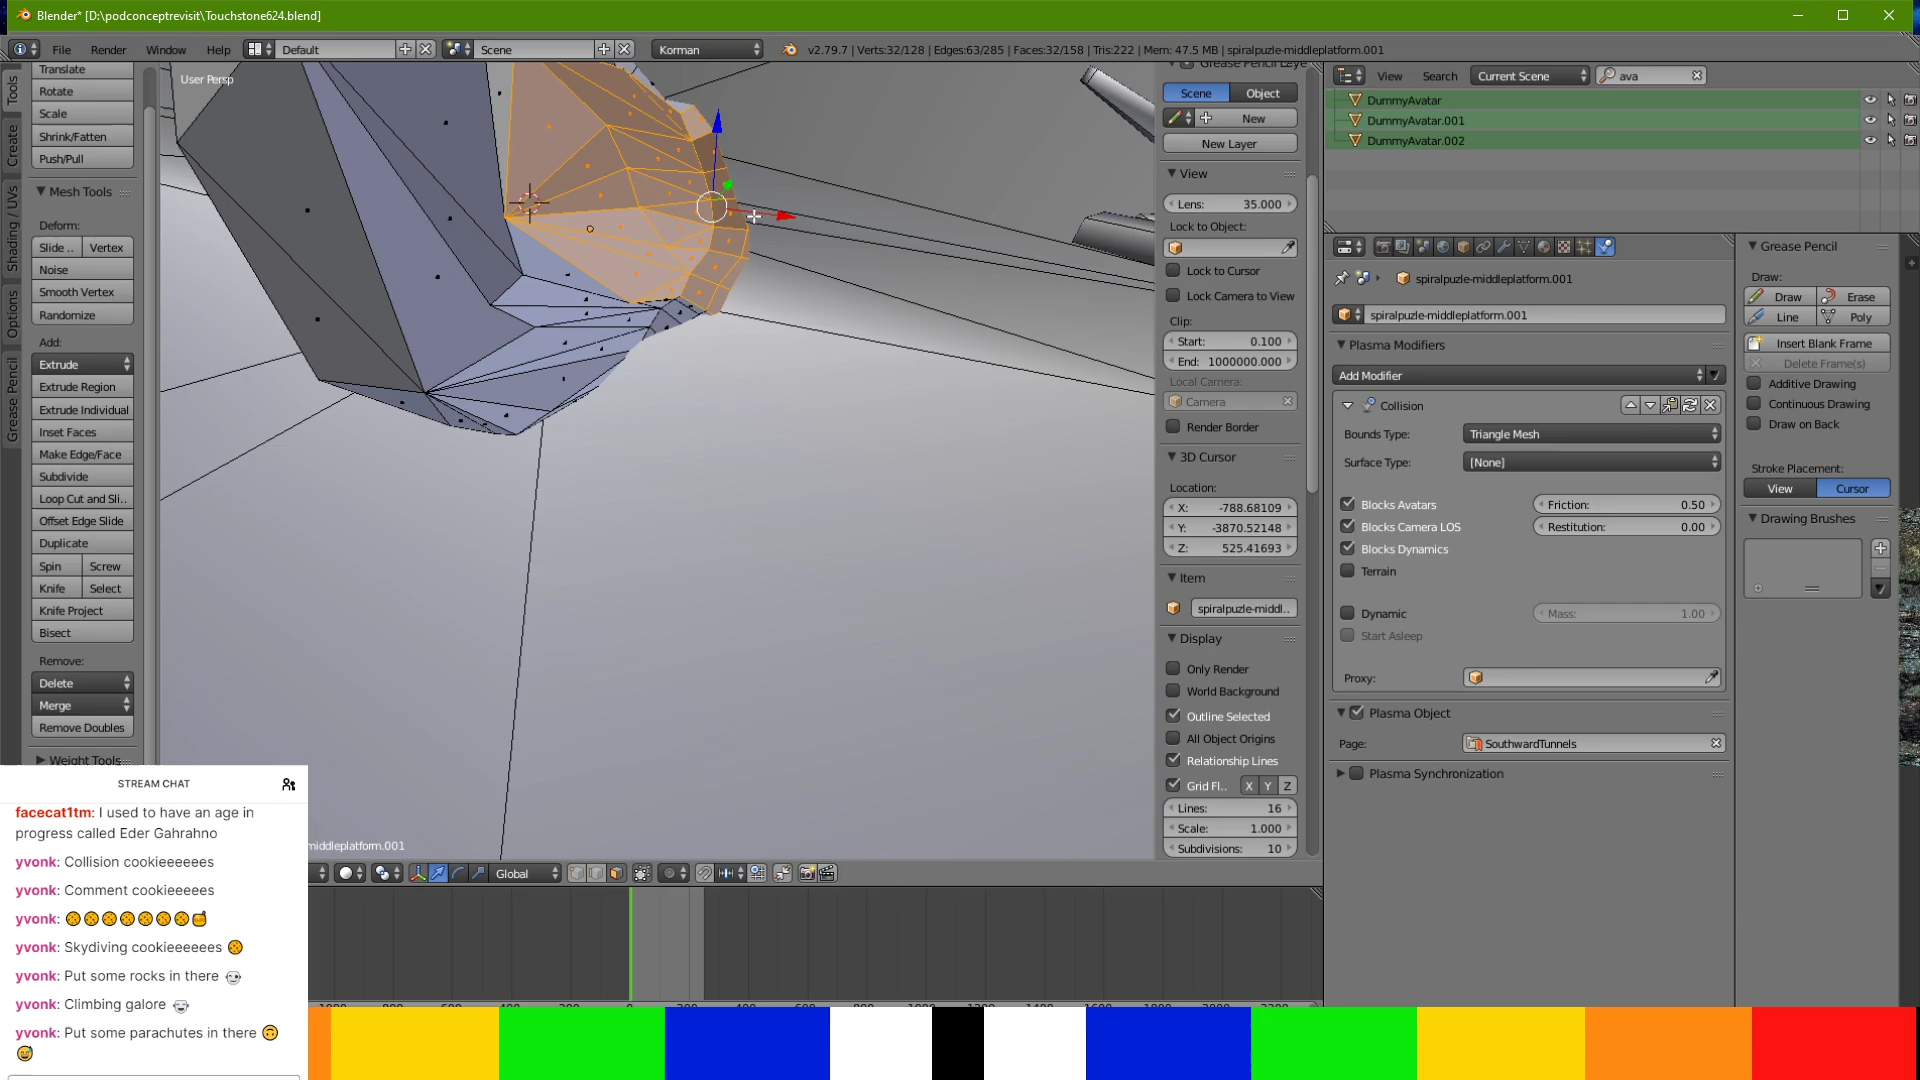 Blender* [D:\podconceptrevisit\Touchstone624.blend]
File Render Window Help Default Scene Korman v2.79.7 | Verts:32/128 | Edges:63/285 | Faces:32/158 | Tris:222 | Mem: 47.5 MB | spiralpuzle-middleplatform.001
Tools
Create
Shading / UVs
Options
Grease Pencil
Translate
Rotate
Scale
Shrink/Fatten
Push/Pull
Mesh Tools
Deform:
Slide .. Vertex
Noise
Smooth Vertex
Randomize
Add:
Extrude
Extrude Region
Extrude Individual
Inset Faces
Make Edge/Face
Subdivide
Loop Cut and Sli..
Offset Edge Slide
Duplicate
Spin Screw
Knife Select
Knife Project
Bisect
Remove:
Delete
Merge
Remove Doubles
Weight Tools
User Persp
middleplatform.001
Global
Grease Pencil Laye
Scene Object
New
New Layer
View
Lens: 35.000
Lock to Object:
Lock to Cursor
Lock Camera to View
Clip:
Start: 0.100
End: 1000000.000
Local Camera:
Camera
Render Border
3D Cursor
Location:
X: -788.68109
Y: -3870.52148
Z: 525.41693
Item
spiralpuzle-middl..
Display
Only Render
World Background
Outline Selected
All Object Origins
Relationship Lines
Grid Fl.. X Y Z
Lines: 16
Scale: 1.000
Subdivisions: 10
View Search Current Scene ava
DummyAvatar
DummyAvatar.001
DummyAvatar.002
spiralpuzle-middleplatform.001
spiralpuzle-middleplatform.001
Plasma Modifiers
Add Modifier
Collision
Bounds Type: Triangle Mesh
Surface Type: [None]
Blocks Avatars Friction: 0.50
Blocks Camera LOS Restitution: 0.00
Blocks Dynamics
Terrain
Dynamic Mass: 1.00
Start Asleep
Proxy:
Plasma Object
Page: SouthwardTunnels
Plasma Synchronization
Grease Pencil
Draw:
Draw Erase
Line Poly
Insert Blank Frame
Delete Frame(s)
Additive Drawing
Continuous Drawing
Draw on Back
Stroke Placement:
View Cursor
Drawing Brushes
STREAM CHAT
facecat1tm: I used to have an age in
progress called Eder Gahrahno
yvonk: Collision cookieeeeees
yvonk: Comment cookieeeees
yvonk:
yvonk: Skydiving cookieeeeees
yvonk: Put some rocks in there
yvonk: Climbing galore
yvonk: Put some parachutes in there